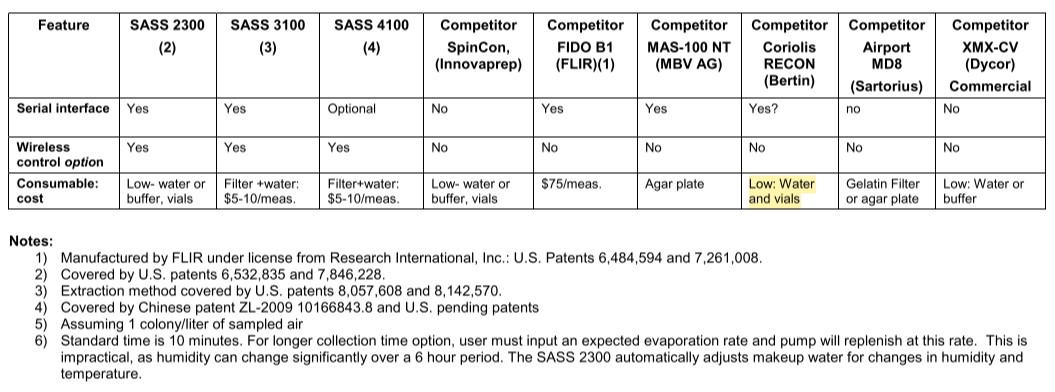 Feature SASS 2300 (2) SASS 3100 (3) SASS 4100 (4) Competitor SpinCon, (Innovaprep) Competitor FIDO B1 (FLIR)(1) Competitor MAS-100 NT (MBV AG) Competitor Coriolis RECON (Bertin) Competitor Airport MD8 (Sartorius) Competitor XMX-CV (Dycor) Commercial
Serial interface Yes Yes Optional No Yes Yes Yes? no No
Wireless control option Yes Yes Yes No No No No No No
Consumable: cost Low- water or buffer, vials Filter +water: $5-10/meas. Filter+water: $5-10/meas. Low- water or buffer, vials $75/meas. Agar plate Low: Water and vials Gelatin Filter or agar plate Low: Water or buffer
Notes:
1) Manufactured by FLIR under license from Research International, Inc.: U.S. Patents 6,484,594 and 7,261,008.
2) Covered by U.S. patents 6,532,835 and 7,846,228.
3) Extraction method covered by U.S. patents 8,057,608 and 8,142,570.
4) Covered by Chinese patent ZL-2009 10166843.8 and U.S. pending patents
5) Assuming 1 colony/liter of sampled air
6) Standard time is 10 minutes. For longer collection time option, user must input an expected evaporation rate and pump will replenish at this rate. This is
impractical, as humidity can change significantly over a 6 hour period. The SASS 2300 automatically adjusts makeup water for changes in humidity and
temperature.